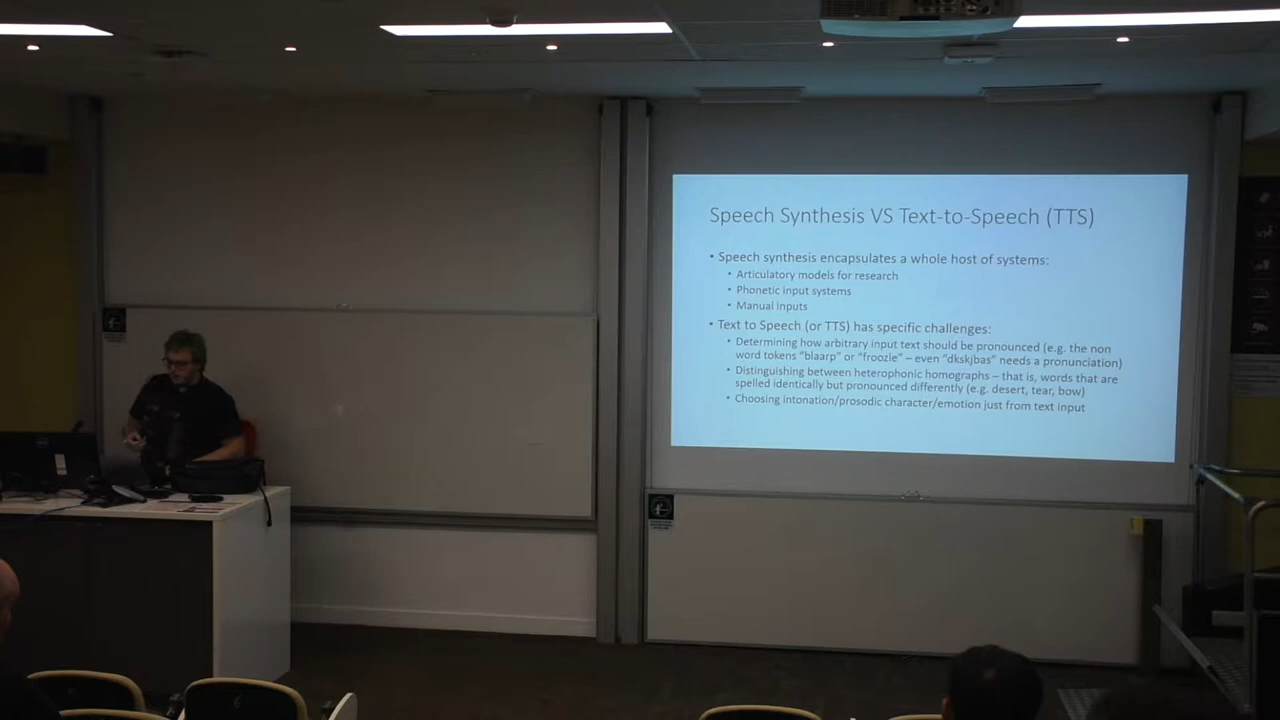 Speech Synthesis VS Text-to-Speech (TTS)
• Speech synthesis encapsulates a whole host of systems:
• Articulatory models for research
• Phonetic input systems
• Manual inputs
• Text to Speech (or TTS) has specific challenges:
• Determining how arbitrary input text should be pronounced (e.g. the non
word tokens “blaarp” or “froozle” – even “dkskjbas” needs a pronunciation)
• Distinguishing between heterophonic homographs – that is, words that are
spelled identically but pronounced differently (e.g. desert, tear, bow)
• Choosing intonation/prosodic character/emotion just from text input